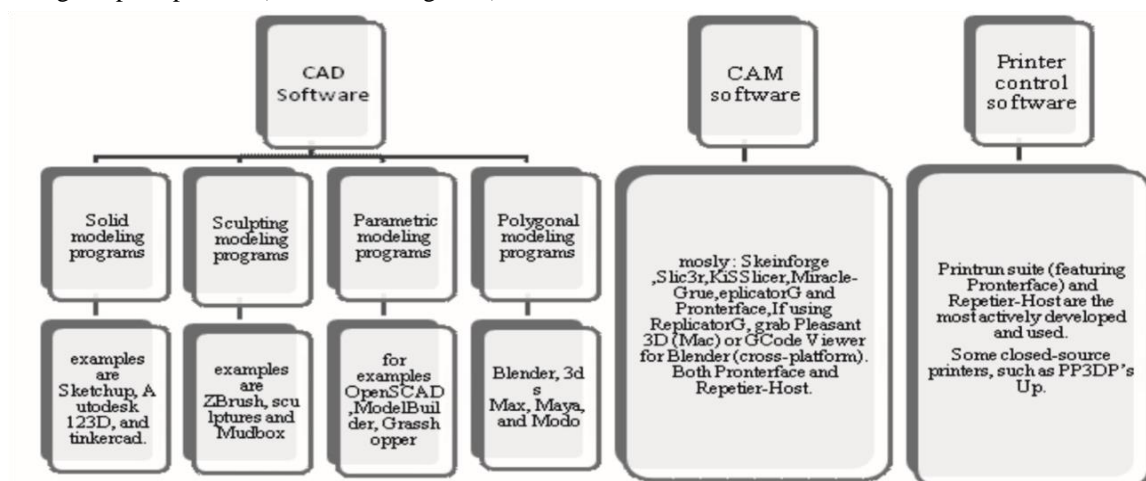 CAD
Software
CAM
software
Printer
control
software
Solid
modeling
programs
Sculpting
modeling
programs
Parametric
modeling
programs
Polygonal
modeling
programs
examples
are
Sketchup, A
utodesk
123D, and
tinkercad.
examples
are
ZBrush, scu
lptures and
Mudbox
for
examples
OpenSCAD
,ModelBuil
der, Grassh
opper
Blender, 3d
s
Max, Maya,
and Modo
mosly : Skeinforge
,Slic3r,KiSSlicer,Miracle-
Grue,eplicatorG and
Pronterface,If using
ReplicatorG, grab Pleasant
3D (Mac) or GCode Viewer
for Blender (cross-platform).
Both Pronterface and
Repetier-Host.
Printrun suite (featuring
Pronterface) and
Repetier-Host are the
most actively developed
and used.
Some closed-source
printers, such as PP3DP's
Up.